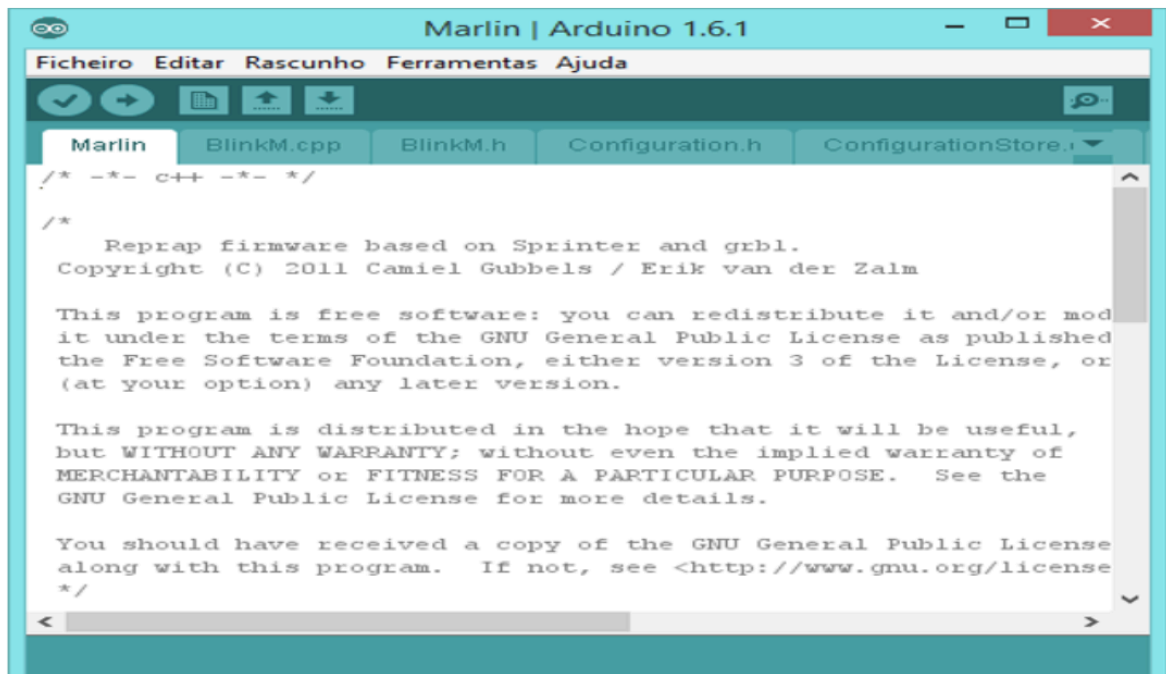 Marlin | Arduino 1.6.1
Ficheiro Editar Rascunho Ferramentas Ajuda
Marlin BlinkM.cpp BlinkM.h Configuration.h ConfigurationStore.
/* -*- c++ -*- */
/*
Reprap firmware based on Sprinter and grbl.
Copyright (C) 2011 Camiel Gubbels / Erik van der Zalm
This program is free software: you can redistribute it and/or mod
it under the terms of the GNU General Public License as published
the Free Software Foundation, either version 3 of the License, or
(at your option) any later version.
This program is distributed in the hope that it will be useful,
but WITHOUT ANY WARRANTY; without even the implied warranty of
MERCHANTABILITY or FITNESS FOR A PARTICULAR PURPOSE.  See the
GNU General Public License for more details.
You should have received a copy of the GNU General Public License
along with this program.  If not, see <http://www.gnu.org/license
*/